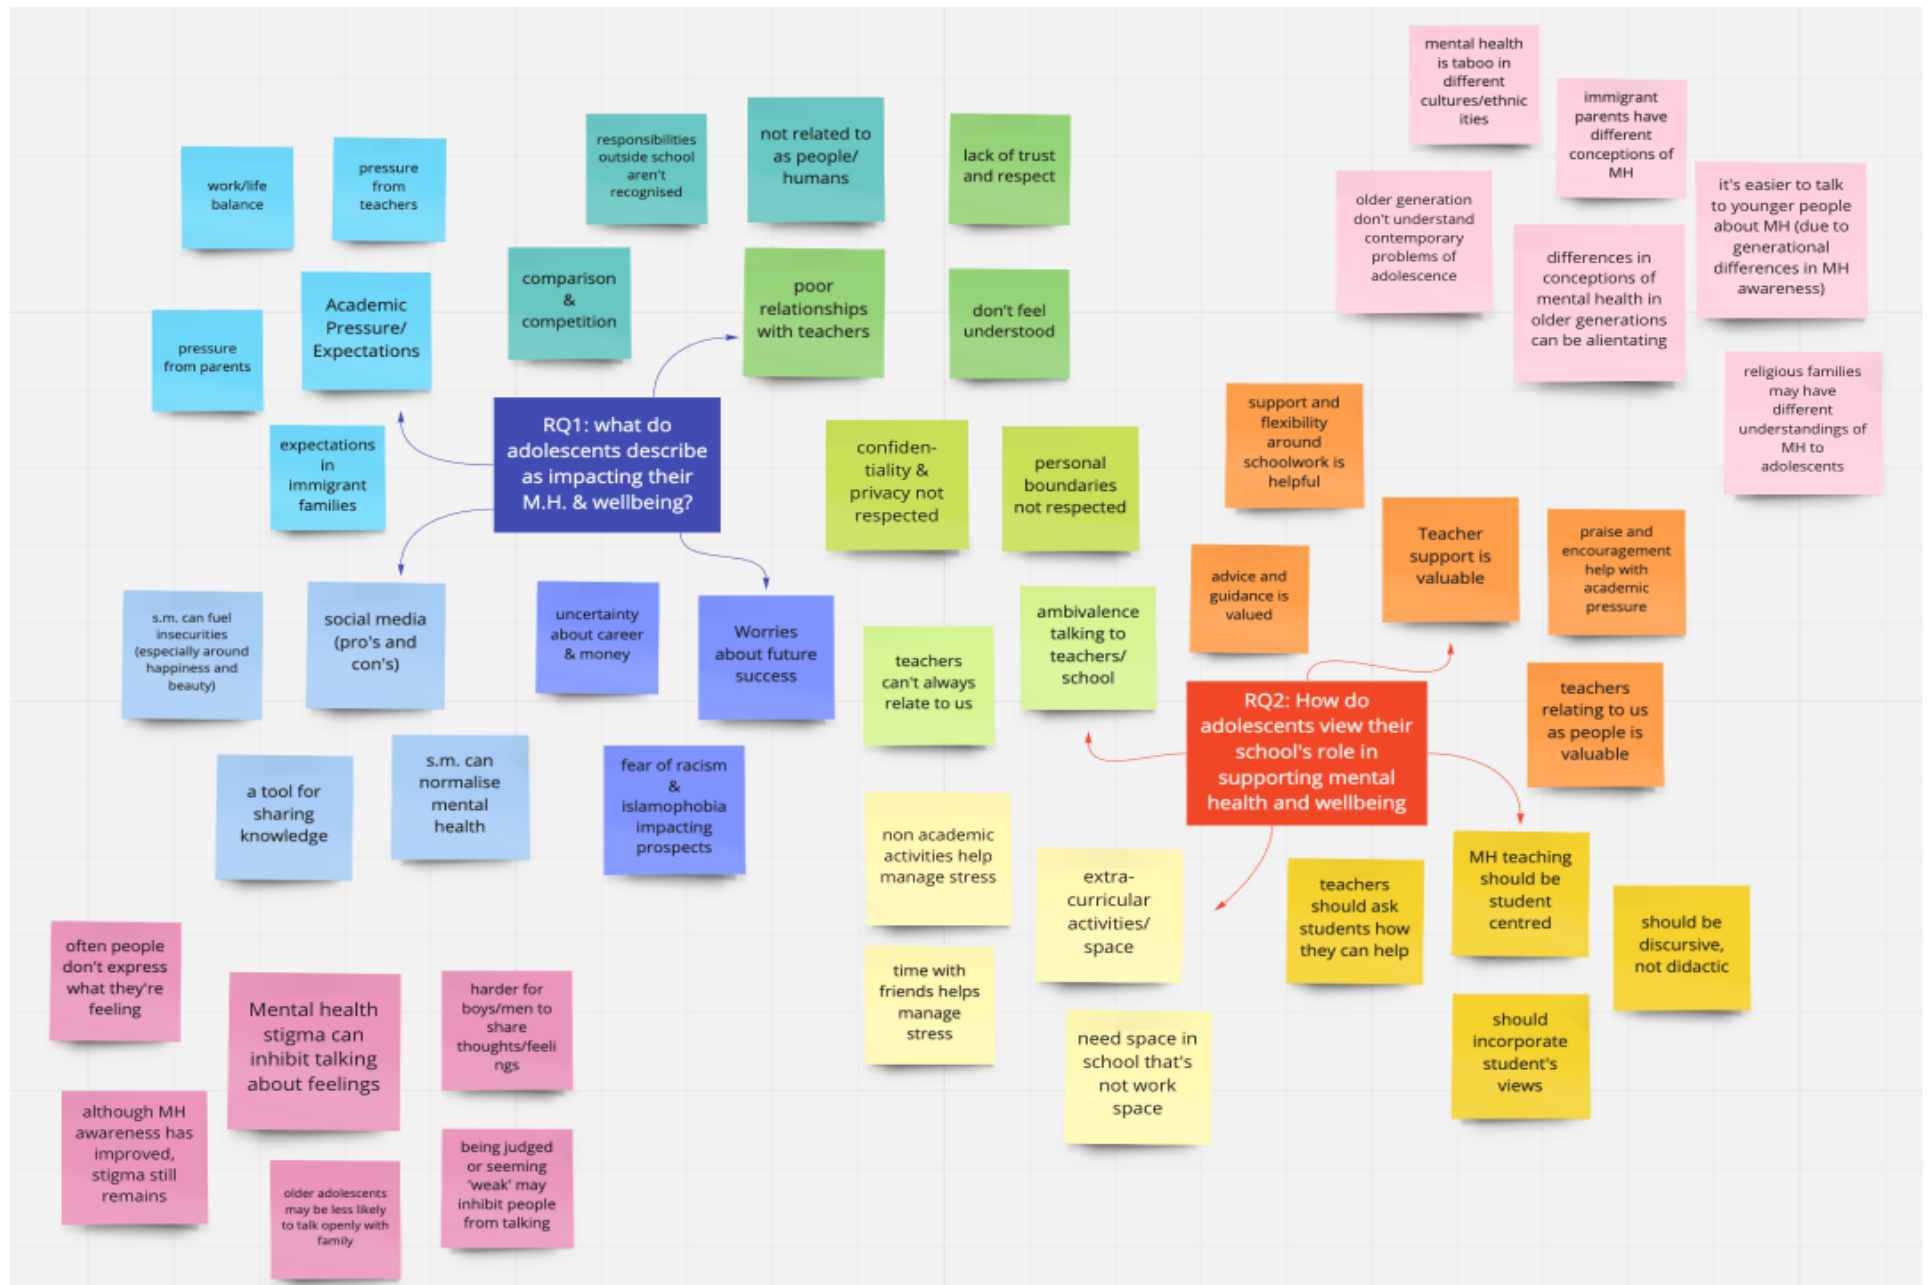 work/life
balance
pressure
from
teachers
Academic
Pressure/
Expectations
pressure
from parents
expectations
in
immigrant
families
responsibilities
outside school
aren't
recognised
not related to
as people/
humans
comparison
&
competition
lack of trust
and respect
poor
relationships
with teachers
don't feel
understood
RQ1: what do
adolescents describe
as impacting their
M.H. & wellbeing?
confiden-
tiality &
privacy not
respected
personal
boundaries
not respected
s.m. can fuel
insecurities
(especially around
happiness and
beauty)
social media
(pro's and
con's)
a tool for
sharing
knowledge
s.m. can
normalise
mental
health
uncertainty
about career
& money
Worries
about future
success
fear of racism
&
islamophobia
impacting
prospects
mental health
is taboo in
different
cultures/ethnic
ities
immigrant
parents have
different
conceptions of
MH
older generation
don't understand
contemporary
problems of
adolescence
differences in
conceptions of
mental health in
older generations
can be alientating
it's easier to talk
to younger people
about MH (due to
generational
differences in MH
awareness)
religious families
may have
different
understandings of
MH to
adolescents
support and
flexibility
around
schoolwork is
helpful
Teacher
support is
valuable
praise and
encouragement
help with
academic
pressure
advice and
guidance is
valued
teachers
relating to us
as people is
valuable
ambivalence
talking to
teachers/
school
teachers
can't always
relate to us
RQ2: How do
adolescents view their
school's role in
supporting mental
health and wellbeing
non academic
activities help
manage stress
extra-
curricular
activities/
space
time with
friends helps
manage
stress
need space in
school that's
not work
space
teachers
should ask
students how
they can help
MH teaching
should be
student
centred
should be
discursive,
not didactic
should
incorporate
student's
views
often people
don't express
what they're
feeling
Mental health
stigma can
inhibit talking
about feelings
harder for
boys/men to
share
thoughts/feeli
ngs
although MH
awareness has
improved,
stigma still
remains
older adolescents
may be less likely
to talk openly with
family
being judged
or seeming
'weak' may
inhibit people
from talking